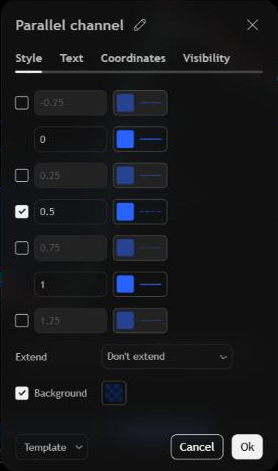 Parallel channel
Style Text Coordinates Visibility
-0.25
0
0.25
0.5
0.75
1
1.25
Extend Don't extend
Background
Template Cancel Ok